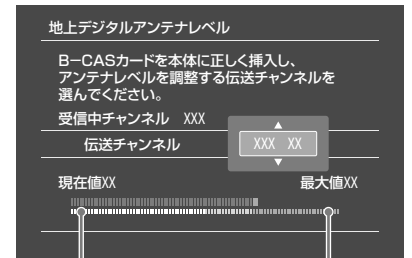 地上デジタルアンテナレベル
B-CASカードを本体に正しく挿入し、
アンテナレベルを調整する伝送チャンネルを
選んでください。
受信中チャンネル XXX
伝送チャンネル XXX XX
現在値XX 最大値XX